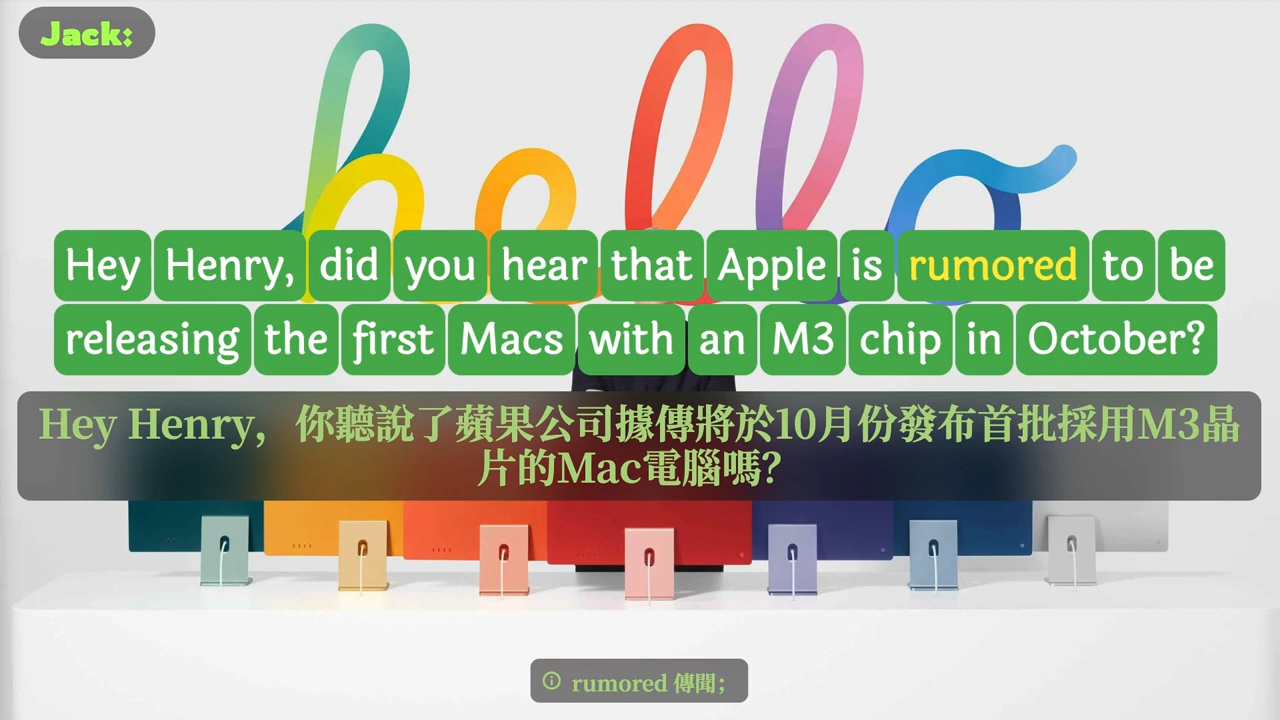 Jack:
hello
Hey Henry, did you hear that Apple is rumored to be
releasing the first Macs with an M3 chip in October?
Hey Henry，你聽說了蘋果公司據傳將於10月份發布首批採用M3晶
片的Mac電腦嗎？
rumored 傳聞；